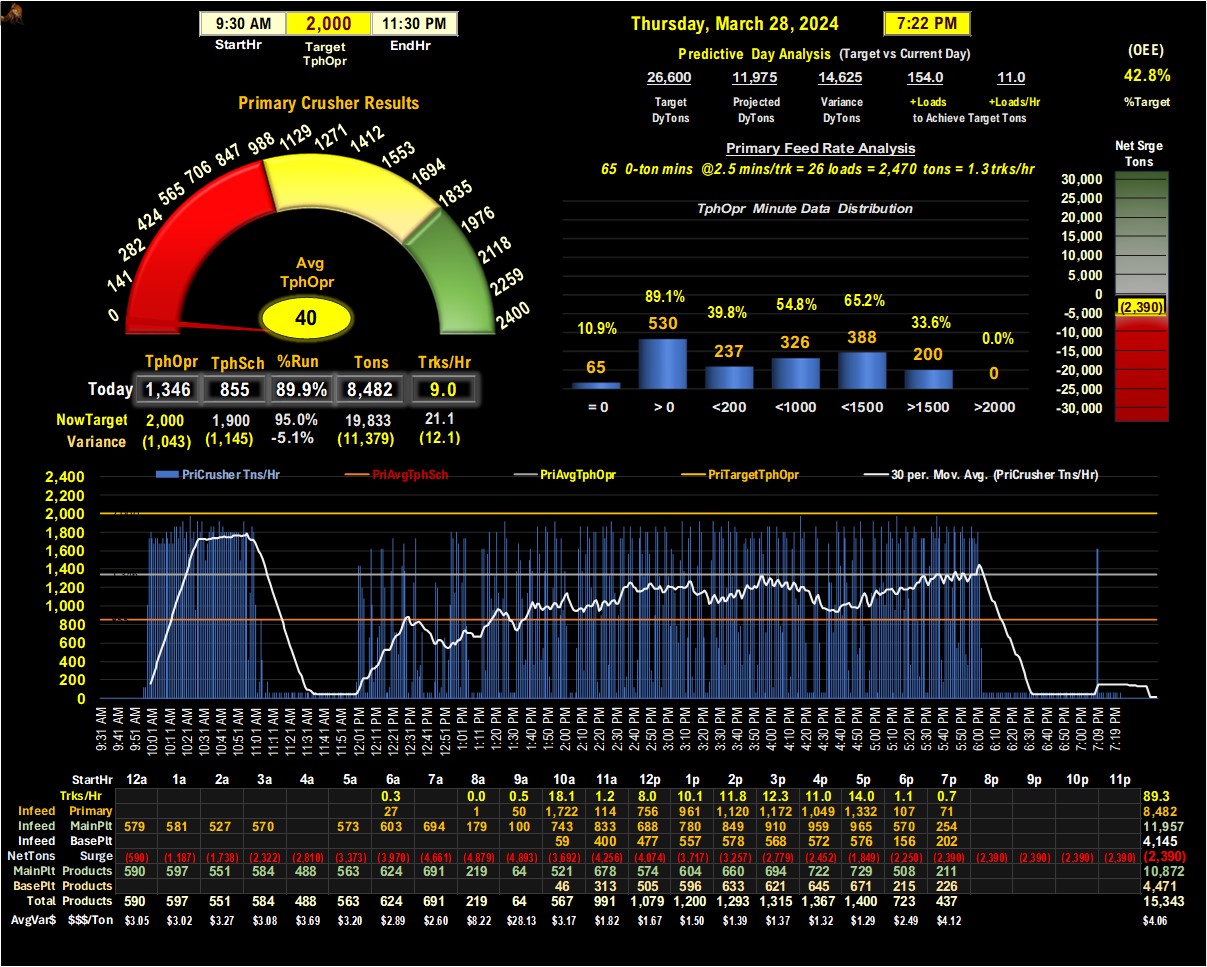 9:30 AM 2,000 11:30 PM
StartHr Target TphOpr EndHr
Thursday, March 28, 2024 7:22 PM
Predictive Day Analysis (Target vs Current Day)
(OEE)
26,600 11,975 14,625 154.0 11.0
42.8%
Target DyTons Projected DyTons Variance DyTons +Loads +Loads/Hr
to Achieve Target Tons
%Target
Primary Crusher Results
0 141 282 424 565 706 847 988 1129 1271 1412 1553 1694 1835 1976 2118 2259 2400
Avg
TphOpr
40
Primary Feed Rate Analysis
65 0-ton mins @2.5 mins/trk = 26 loads = 2,470 tons = 1.3trks/hr
TphOpr Minute Data Distribution
10.9% 89.1% 39.8% 54.8% 65.2% 33.6% 0.0%
65 530 237 326 388 200 0
= 0 > 0 <200 <1000 <1500 >1500 >2000
Net Srge
Tons
30,000
25,000
20,000
15,000
10,000
5,000
0
(2,390)
-5,000
-10,000
-15,000
-20,000
-25,000
-30,000
TphOpr TphSch %Run Tons Trks/Hr
Today 1,346 855 89.9% 8,482 9.0
NowTarget 2,000 1,900 95.0% 19,833 21.1
Variance (1,043) (1,145) -5.1% (11,379) (12.1)
PriCrusher Tns/Hr PriAvgTphSch PriAvgTphOpr PriTargetTphOpr 30 per. Mov. Avg. (PriCrusher Tns/Hr)
2,400
2,200
2,000
1,800
1,600
1,400
1,200
1,000
800
600
400
200
0
9:31 AM 9:41 AM 9:51 AM 10:01 AM 10:11 AM 10:21 AM 10:31 AM 10:41 AM 10:51 AM 11:01 AM 11:11 AM 11:21 AM 11:31 AM 11:41 AM 11:51 AM 12:01 PM 12:11 PM 12:21 PM 12:31 PM 12:41 PM 12:51 PM 1:01 PM 1:11 PM 1:20 PM 1:30 PM 1:40 PM 1:50 PM 2:00 PM 2:10 PM 2:20 PM 2:30 PM 2:40 PM 2:50 PM 3:00 PM 3:10 PM 3:20 PM 3:30 PM 3:40 PM 3:50 PM 4:00 PM 4:10 PM 4:20 PM 4:30 PM 4:40 PM 4:50 PM 5:00 PM 5:10 PM 5:20 PM 5:30 PM 5:40 PM 5:50 PM 6:00 PM 6:10 PM 6:20 PM 6:30 PM 6:40 PM 6:50 PM 7:00 PM 7:09 PM 7:19 PM
StartHr 12a 1a 2a 3a 4a 5a 6a 7a 8a 9a 10a 11a 12p 1p 2p 3p 4p 5p 6p 7p 8p 9p 10p 11p
Trks/Hr 0.3 0.0 0.5 18.1 1.2 8.0 10.1 11.8 12.3 11.0 14.0 1.1 0.7 89.3
Infeed Primary 27 1 50 1,722 114 756 961 1,120 1,172 1,049 1,332 107 71 8,482
Infeed MainPlt 579 581 527 570 573 603 694 179 100 743 833 688 780 849 910 959 965 570 254 11,957
Infeed BasePlt 59 400 477 557 578 568 572 576 156 202 4,145
NetTons Surge (590) (1,187) (1,738) (2,322) (2,810) (3,373) (3,970) (4,661) (4,879) (4,893) (3,692) (4,256) (4,074) (3,717) (3,257) (2,779) (2,452) (1,849) (2,250) (2,390) (2,390) (2,390) (2,390) (2,390) (2,390)
MainPlt Products 590 597 551 584 488 563 624 691 219 64 521 678 574 604 660 694 722 729 508 211 10,872
BasePlt Products 46 313 505 596 633 621 645 671 215 226 4,471
Total Products 590 597 551 584 488 563 624 691 219 64 567 991 1,079 1,200 1,293 1,315 1,367 1,400 723 437 15,343
AvgVar$ $$$/Ton $3.05 $3.02 $3.27 $3.08 $3.69 $3.20 $2.89 $2.60 $8.22 $28.13 $3.17 $1.82 $1.67 $1.50 $1.39 $1.37 $1.32 $1.29 $2.49 $4.12 $4.06